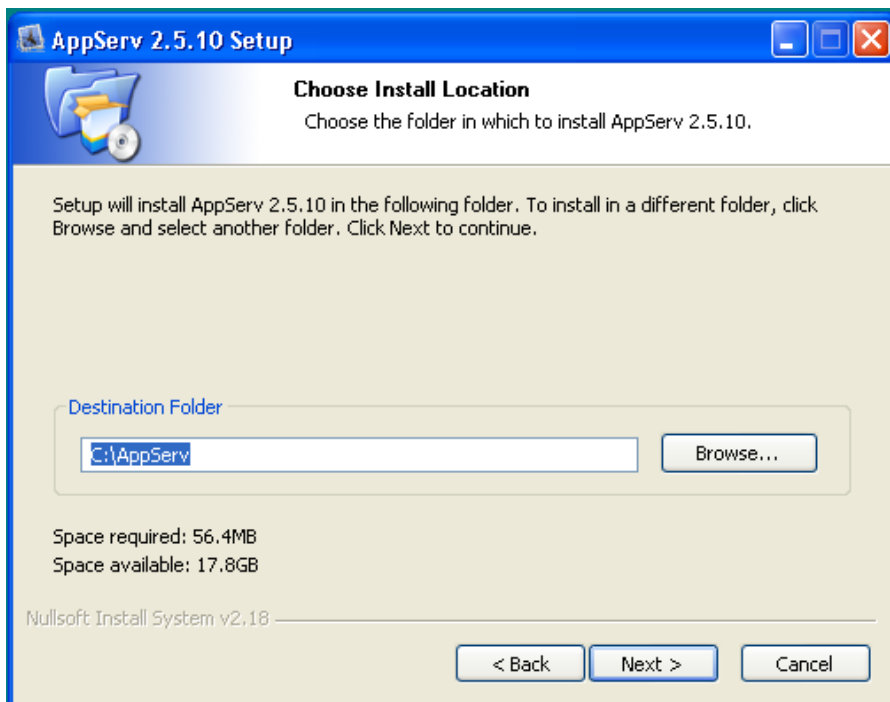 AppServ 2.5.10 Setup
Choose Install Location
Choose the folder in which to install AppServ 2.5.10.
Setup will install AppServ 2.5.10 in the following folder. To install in a different folder, click
Browse and select another folder. Click Next to continue.
Destination Folder
C:\AppServ
Browse...
Space required: 56.4MB
Space available: 17.8GB
Nullsoft Install System v2.18
< Back
Next >
Cancel